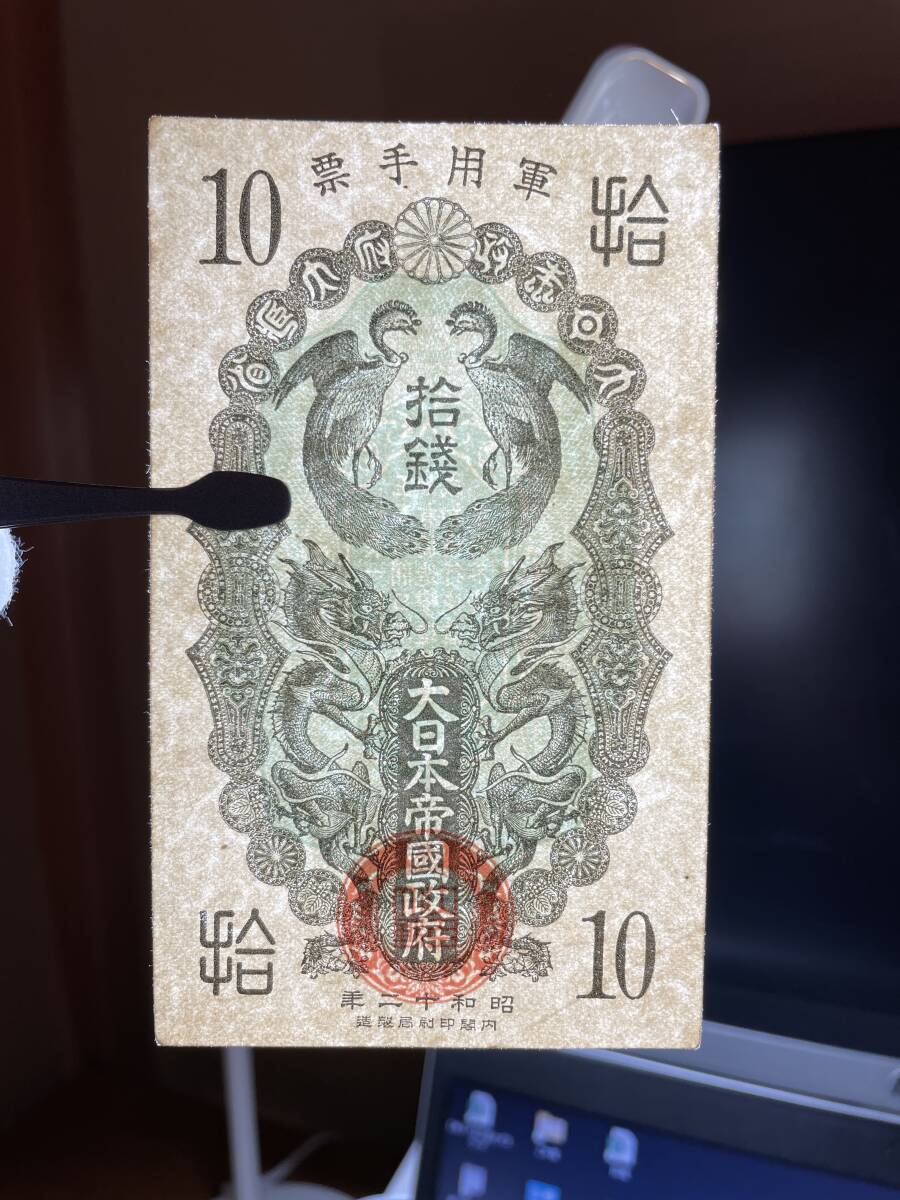 軍用手票
10
拾
拾錢
大日本帝國政府
拾
10
昭和十二年
内閣印刷局製造